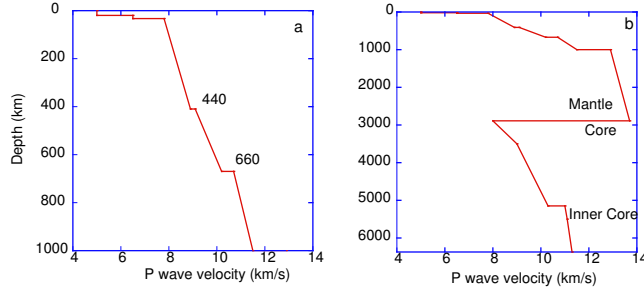 a
0
200
400
600
800
1000
Depth (km)
440
660
4 6 8 10 12 14
P wave velocity (km/s)
b
0
1000
2000
3000
4000
5000
6000
Mantle
Core
Inner Core
4 6 8 10 12 14
P wave velocity (km/s)